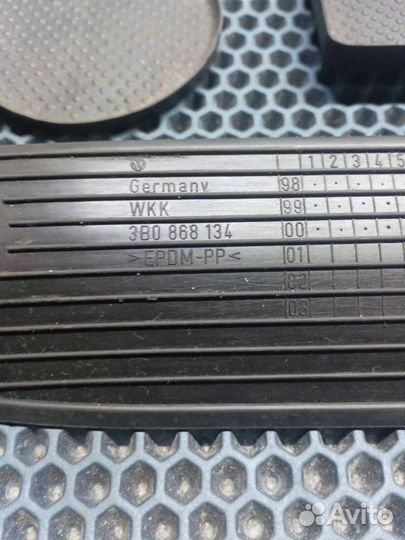 1 2 3 4 5
Germany 98
WKK 99
3B0 868 134 00
>EPDM-PP< 01
02
03
Avito